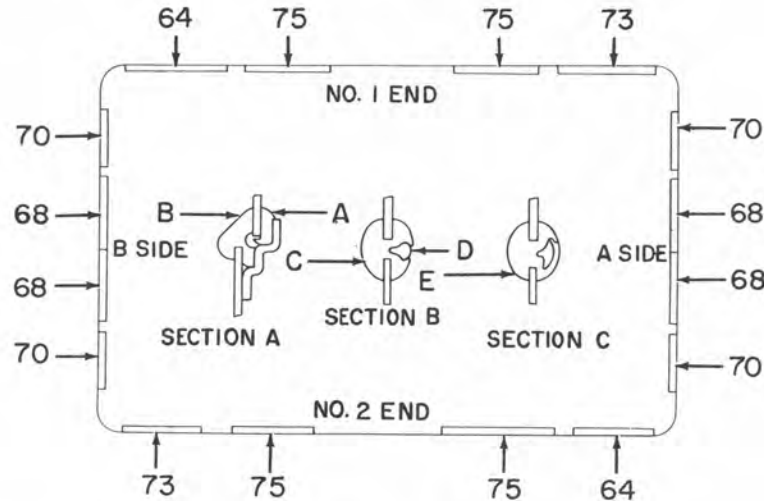 64 75 75 73
NO. 1 END
70 70
68 B A 68
B SIDE C D E A SIDE
68 68
SECTION A SECTION B SECTION C
70 70
NO. 2 END
73 75 75 64